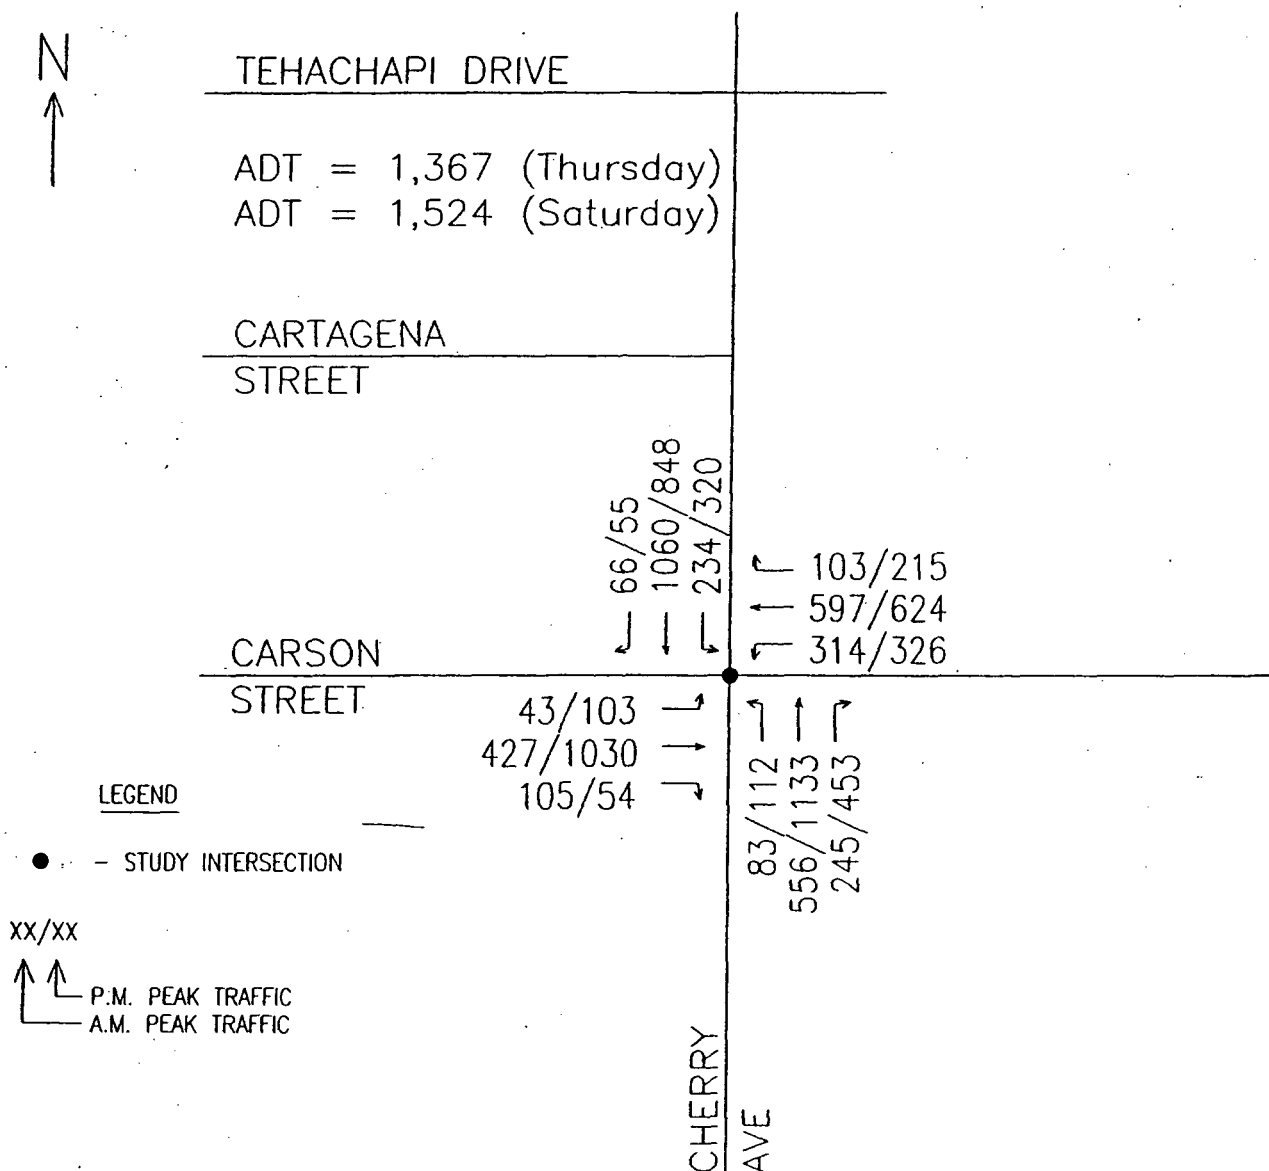 N
TEHACHAPI DRIVE
ADT = 1,367 (Thursday)
ADT = 1,524 (Saturday)
CARTAGENA
STREET
66/55
1060/848
234/320
103/215
597/624
314/326
CARSON
STREET
43/103
427/1030
105/54
83/112
556/1133
245/453
LEGEND
- STUDY INTERSECTION
XX/XX
P.M. PEAK TRAFFIC
A.M. PEAK TRAFFIC
CHERRY
AVE